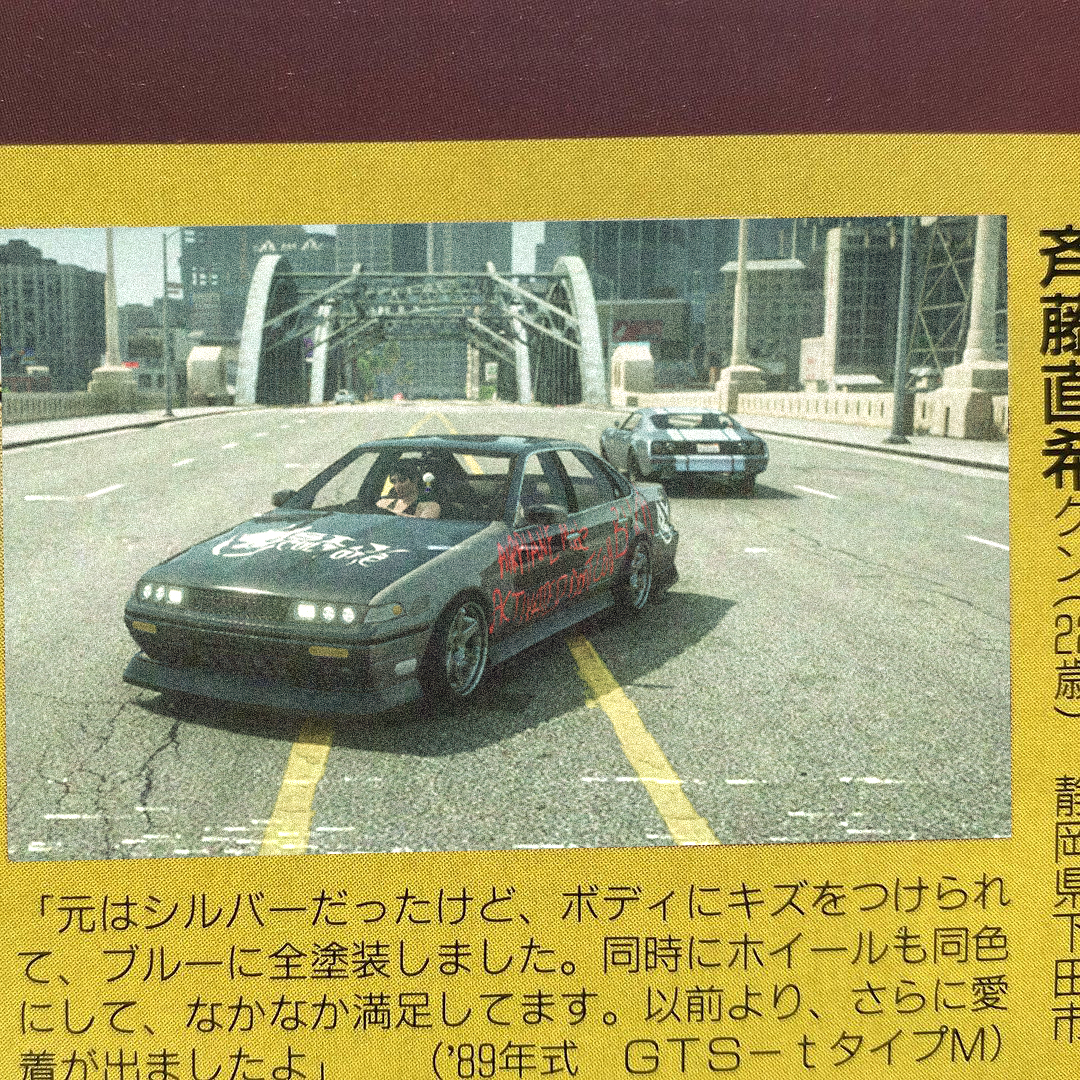 「元はシルバーだったけど、ボディにキズをつけられ
て、ブルーに全塗装しました。同時にホイールも同色
にして、なかなか満足してます。以前より、さらに愛
着が出ましたよ」 （'89年式 GTS－tタイプM）
斉藤直希クン
静岡県下田市